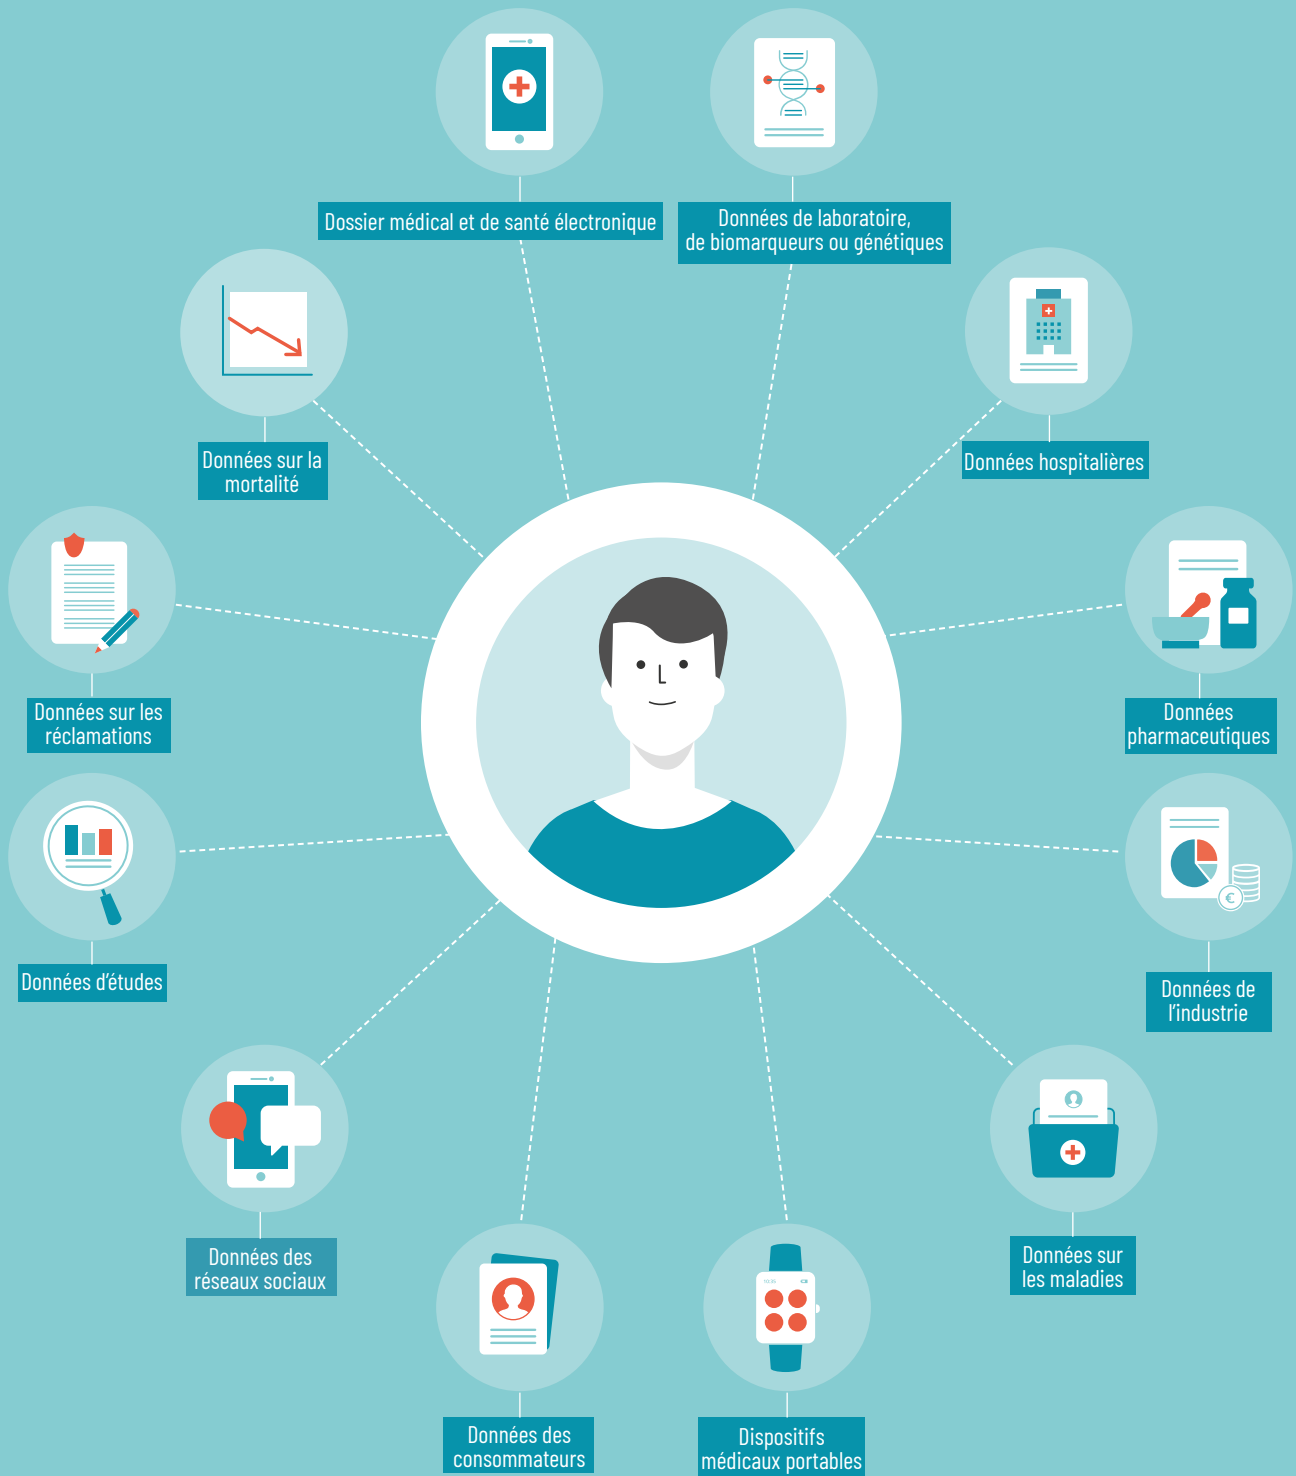 Dossier médical et de santé électronique
Données de laboratoire,
de biomarqueurs ou génétiques
Données sur la
mortalité
Données hospitalières
Données sur les
réclamations
Données
pharmaceutiques
Données d'études
€
Données de
l'industrie
Données des
réseaux sociaux
Données sur
les maladies
Données des
consommateurs
Dispositifs
médicaux portables